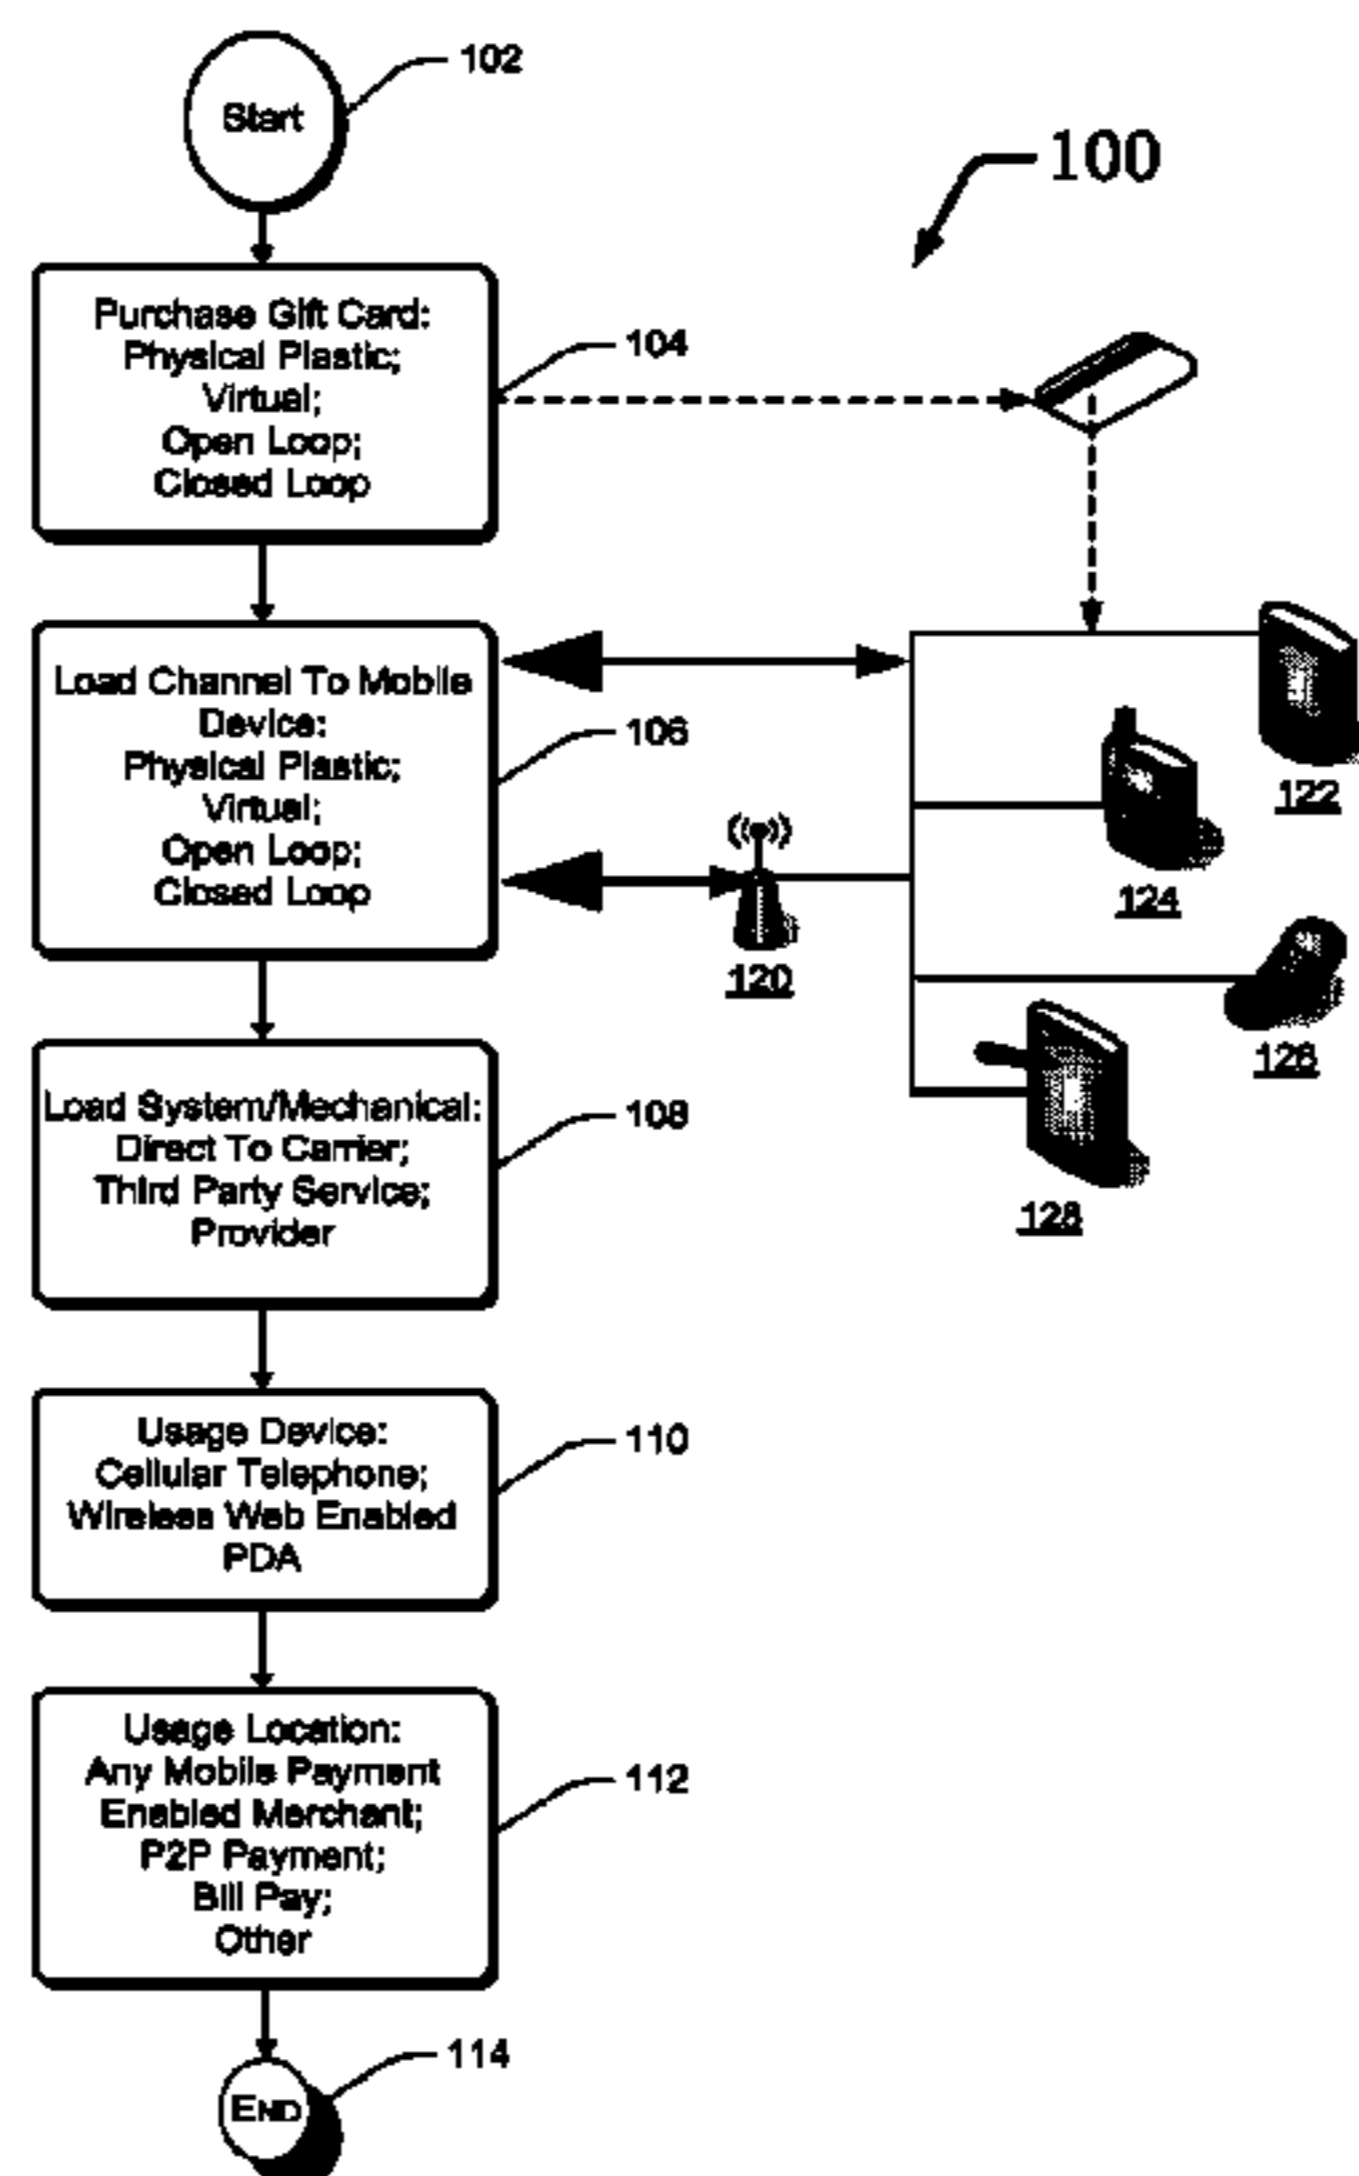 102
Start
100
Purchase Gift Card:
Physical Plastic;
Virtual;
Open Loop;
Closed Loop
104
Load Channel To Mobile
Device:
Physical Plastic;
Virtual;
Open Loop;
Closed Loop
106
122
124
120
126
128
Load System/Mechanical:
Direct To Carrier;
Third Party Service;
Provider
108
Usage Device:
Cellular Telephone;
Wireless Web Enabled
PDA
110
Usage Location:
Any Mobile Payment
Enabled Merchant;
P2P Payment;
Bill Pay;
Other
112
114
END